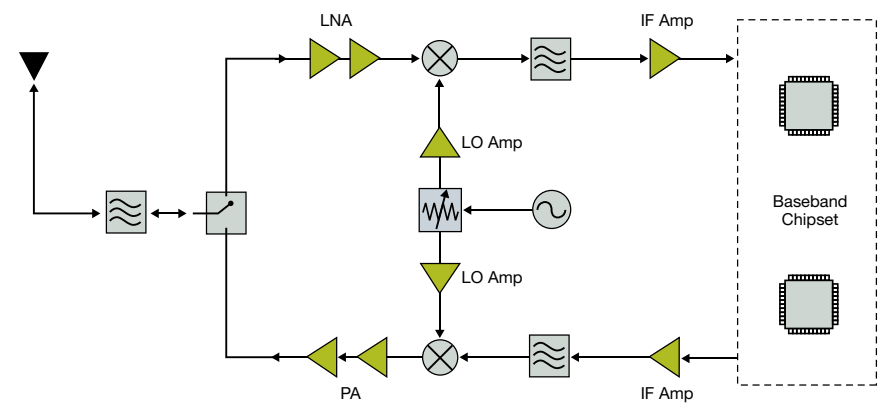 LNA
IF Amp
LO Amp
Baseband
Chipset
LO Amp
PA
IF Amp